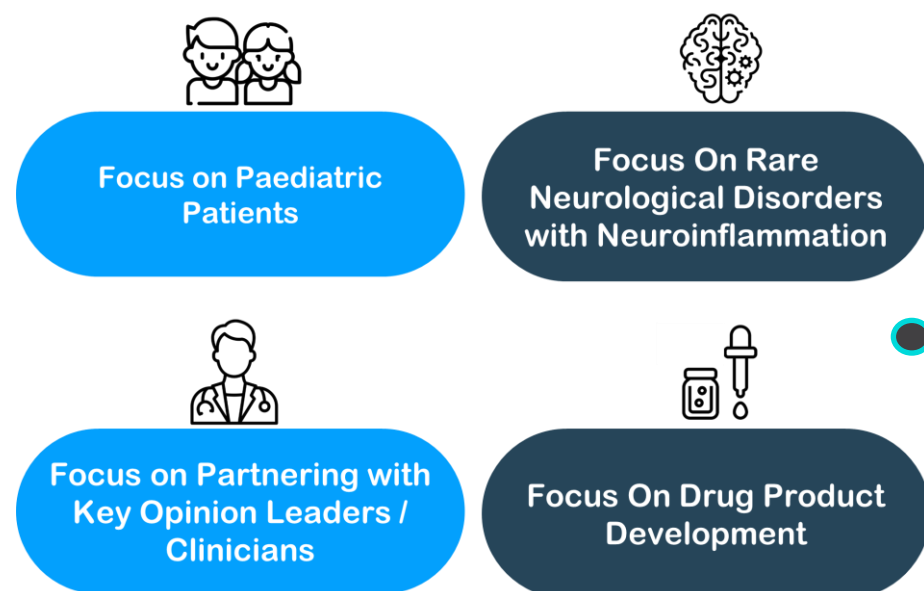 Focus on Paediatric
Patients
Focus On Rare
Neurological Disorders
with Neuroinflammation
Focus on Partnering with
Key Opinion Leaders /
Clinicians
Focus On Drug Product
Development